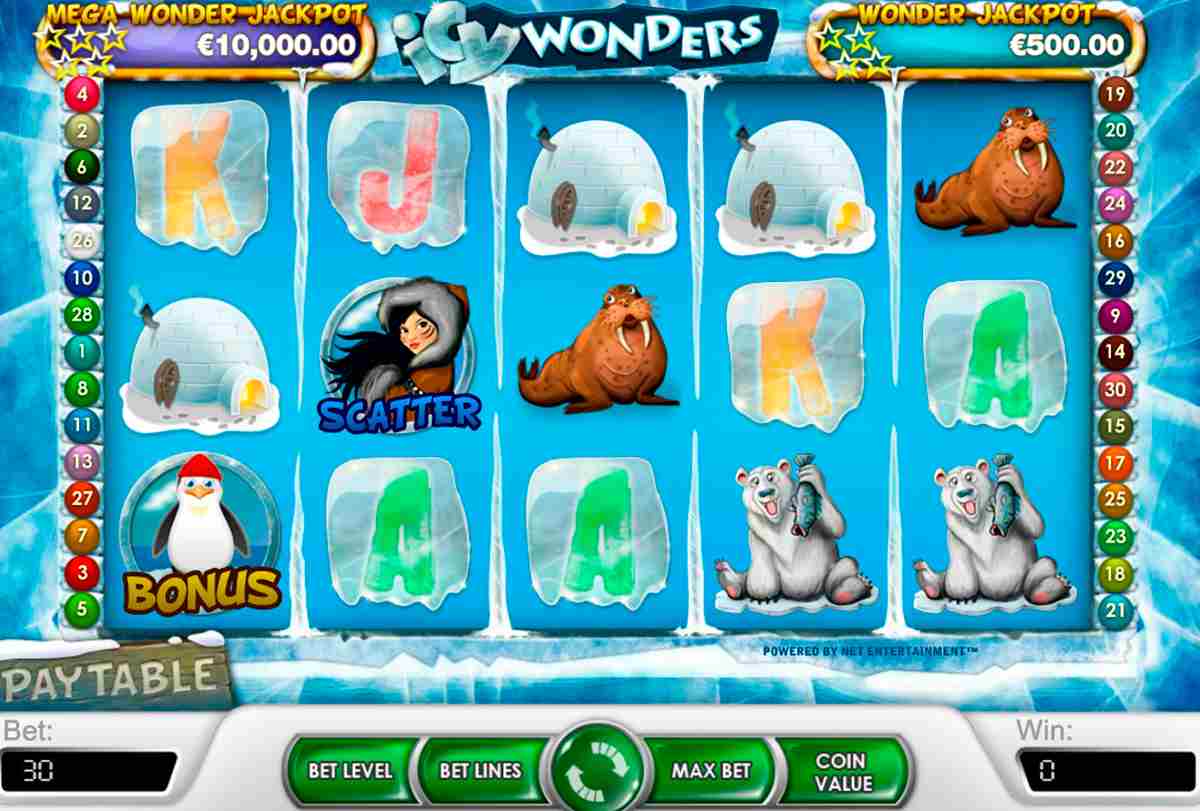 MEGA WONDER JACKPOT
€10,000.00
iCY WONDERS
WONDER JACKPOT
€500.00
4
2
6
12
26
10
28
1
8
11
13
27
7
3
5
K
J
SCATTER
K
A
BONUS
A
A
19
20
22
24
16
29
9
14
30
15
17
25
23
18
21
POWERED BY NET ENTERTAINMENT™
PAYTABLE
Bet:
30
BET LEVEL
BET LINES
MAX BET
COIN
VALUE
Win:
0